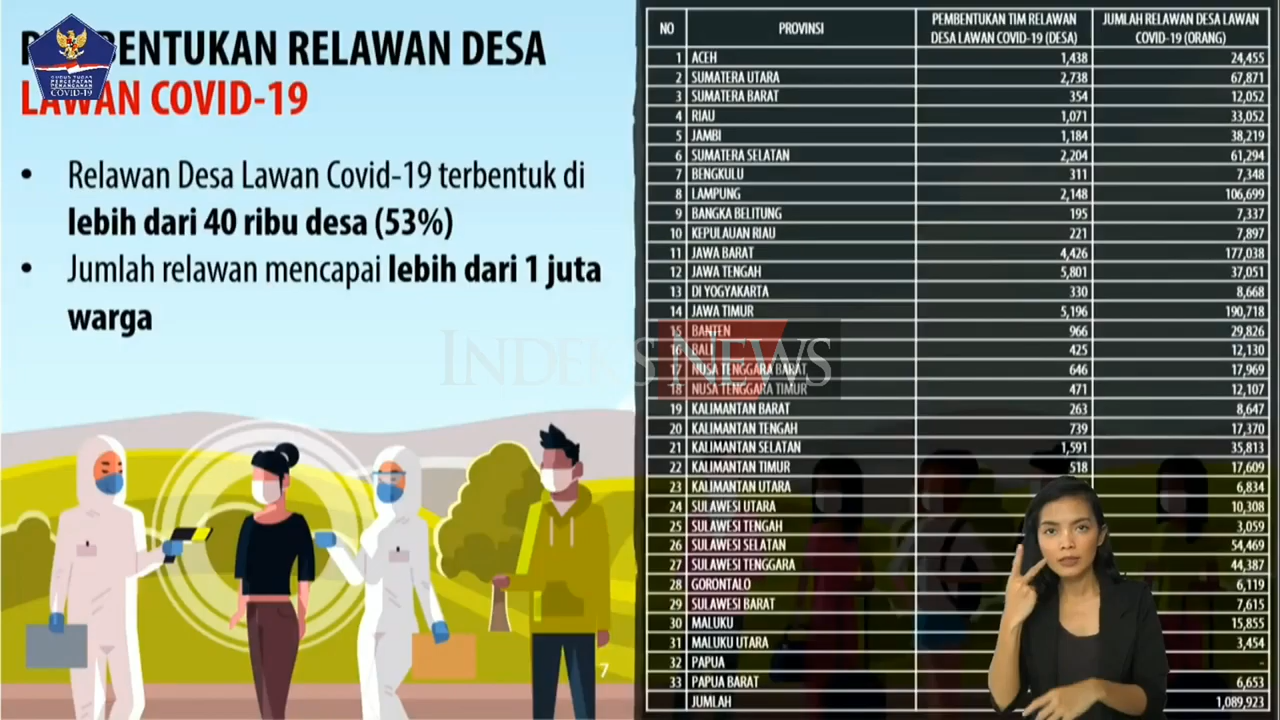 PEMBENTUKAN RELAWAN DESA
LAWAN COVID-19
GUGUS TUGAS
PERCEPATAN
PENANGANAN
COVID-19
• Relawan Desa Lawan Covid-19 terbentuk di
lebih dari 40 ribu desa (53%)
• Jumlah relawan mencapai lebih dari 1 juta
warga
7
INDEKS NEWS
NO PROVINSI PEMBENTUKAN TIM RELAWAN DESA LAWAN COVID-19 (DESA) JUMLAH RELAWAN DESA LAWAN COVID-19 (ORANG)
1 ACEH 1,438 24,455
2 SUMATERA UTARA 2,738 67,871
3 SUMATERA BARAT 354 12,052
4 RIAU 1,071 33,052
5 JAMBI 1,184 38,219
6 SUMATERA SELATAN 2,204 61,294
7 BENGKULU 311 7,348
8 LAMPUNG 2,148 106,699
9 BANGKA BELITUNG 195 7,337
10 KEPULAUAN RIAU 221 7,897
11 JAWA BARAT 4,426 177,038
12 JAWA TENGAH 5,801 37,051
13 DI YOGYAKARTA 330 8,668
14 JAWA TIMUR 5,196 190,718
15 BANTEN 966 29,826
16 BALI 425 12,130
17 NUSA TENGGARA BARAT 646 17,969
18 NUSA TENGGARA TIMUR 471 12,107
19 KALIMANTAN BARAT 263 8,647
20 KALIMANTAN TENGAH 739 17,370
21 KALIMANTAN SELATAN 1,591 35,813
22 KALIMANTAN TIMUR 518 17,609
23 KALIMANTAN UTARA 6,834
24 SULAWESI UTARA 10,308
25 SULAWESI TENGAH 3,059
26 SULAWESI SELATAN 54,469
27 SULAWESI TENGGARA 44,387
28 GORONTALO 6,119
29 SULAWESI BARAT 7,615
30 MALUKU 15,855
31 MALUKU UTARA 3,454
32 PAPUA -
33 PAPUA BARAT 6,653
JUMLAH 1,089,923